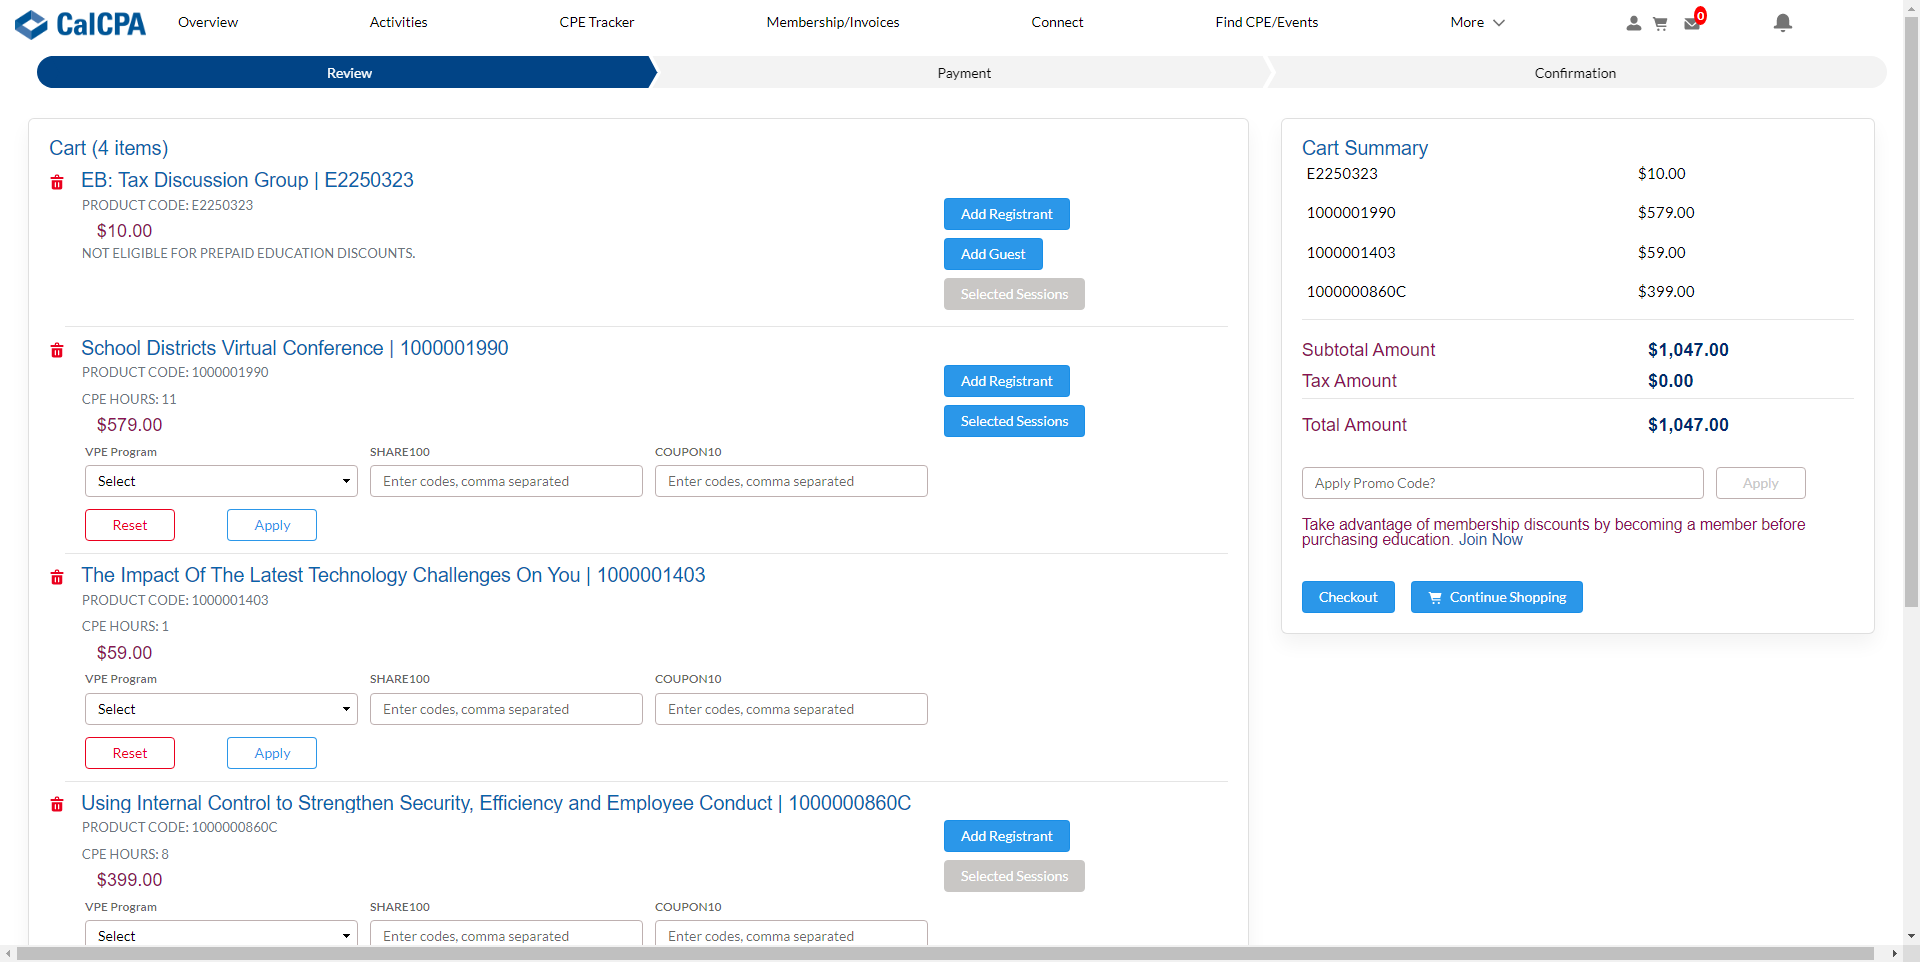 CalCPA
Overview
Activities
CPE Tracker
Membership/Invoices
Connect
Find CPE/Events
More
0
Review
Payment
Confirmation
Cart (4 items)
EB: Tax Discussion Group | E2250323
PRODUCT CODE: E2250323
$10.00
NOT ELIGIBLE FOR PREPAID EDUCATION DISCOUNTS.
Add Registrant
Add Guest
Selected Sessions
School Districts Virtual Conference | 1000001990
PRODUCT CODE: 1000001990
CPE HOURS: 11
$579.00
Add Registrant
Selected Sessions
VPE Program
SHARE100
COUPON10
Select
Enter codes, comma separated
Enter codes, comma separated
Reset
Apply
The Impact Of The Latest Technology Challenges On You | 1000001403
PRODUCT CODE: 1000001403
CPE HOURS: 1
$59.00
VPE Program
SHARE100
COUPON10
Select
Enter codes, comma separated
Enter codes, comma separated
Reset
Apply
Using Internal Control to Strengthen Security, Efficiency and Employee Conduct | 1000000860C
PRODUCT CODE: 1000000860C
CPE HOURS: 8
$399.00
Add Registrant
Selected Sessions
VPE Program
SHARE100
COUPON10
Select
Enter codes, comma separated
Enter codes, comma separated
Cart Summary
E2250323 $10.00
1000001990 $579.00
1000001403 $59.00
1000000860C $399.00
Subtotal Amount $1,047.00
Tax Amount $0.00
Total Amount $1,047.00
Apply Promo Code?
Apply
Take advantage of membership discounts by becoming a member before
purchasing education. Join Now
Checkout
Continue Shopping